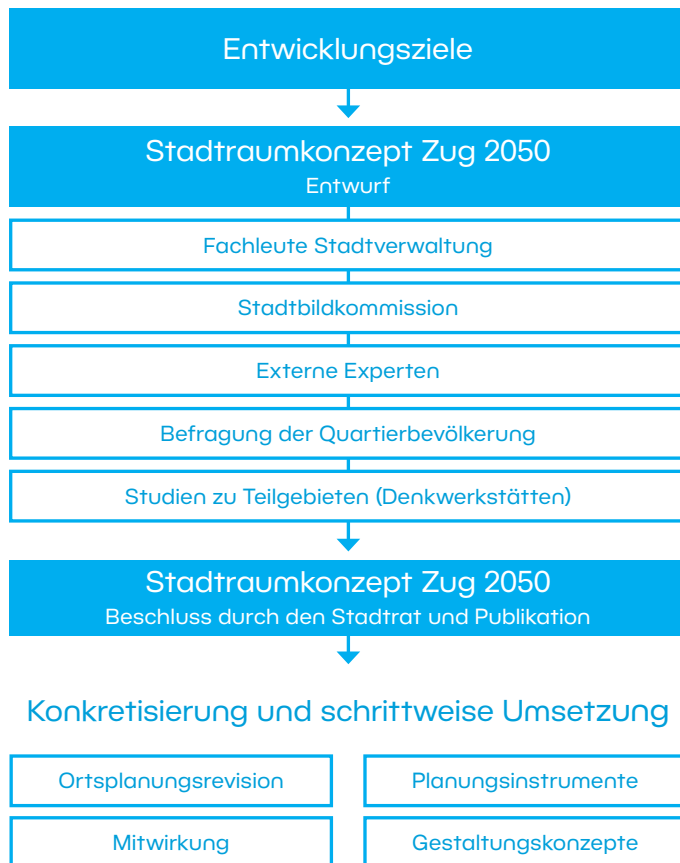 Entwicklungsziele
Stadtraumkonzept Zug 2050
Entwurf
Fachleute Stadtverwaltung
Stadtbildkommission
Externe Experten
Befragung der Quartierbevölkerung
Studien zu Teilgebieten (Denkwerkstätten)
Stadtraumkonzept Zug 2050
Beschluss durch den Stadtrat und Publikation
Konkretisierung und schrittweise Umsetzung
Ortsplanungsrevision
Planungsinstrumente
Mitwirkung
Gestaltungskonzepte